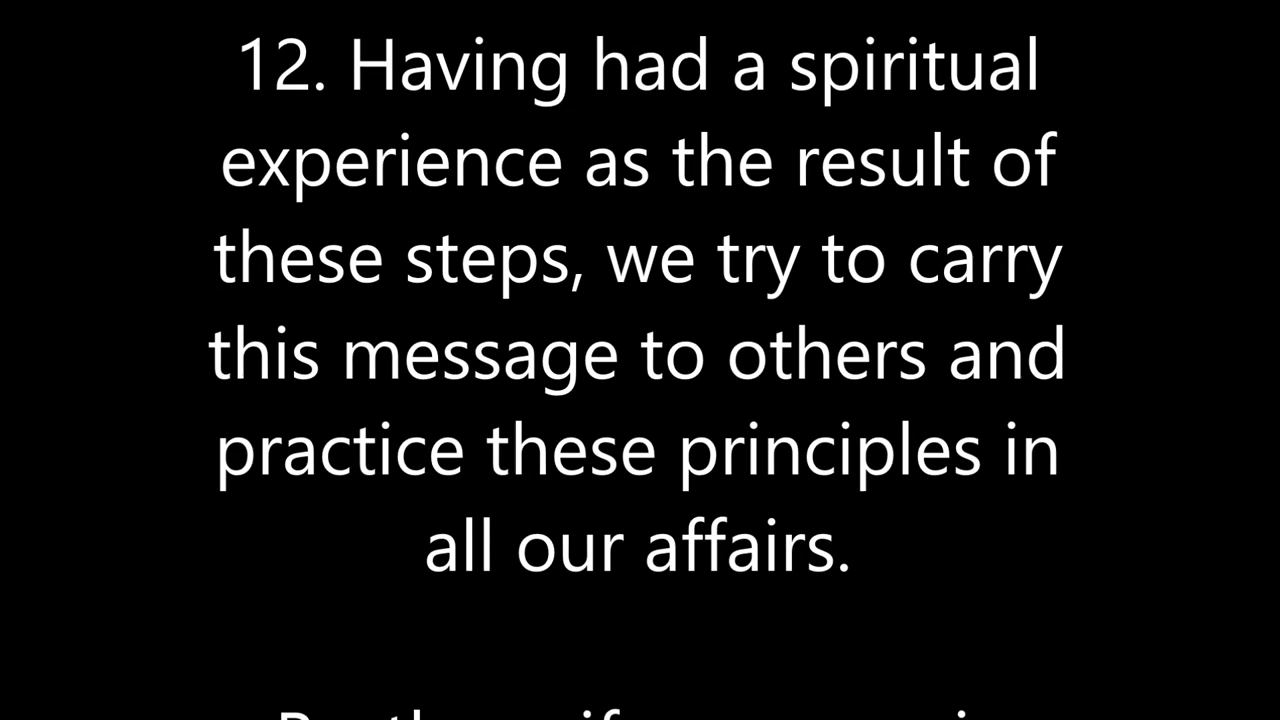 12. Having had a spiritual
experience as the result of
these steps, we try to carry
this message to others and
practice these principles in
all our affairs.